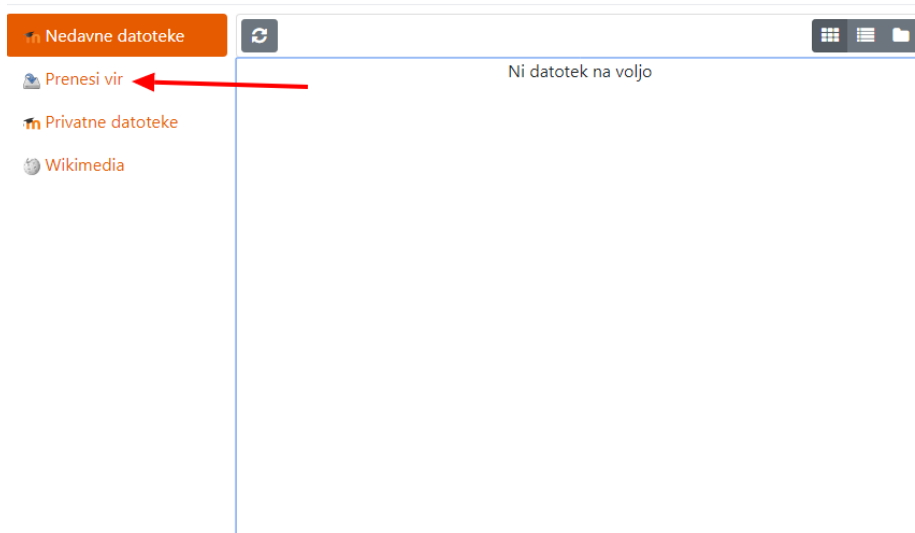 Nedavne datoteke
Prenesi vir
Ni datotek na voljo
Privatne datoteke
Wikimedia